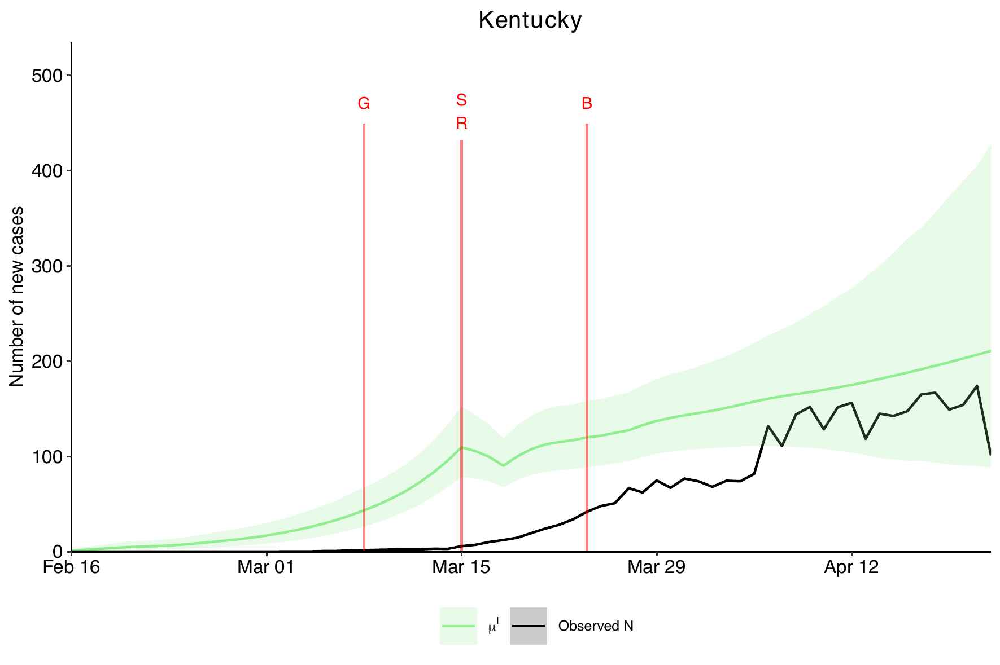 Kentucky
Number of new cases
500
400
300
200
100
0
G
S
R
B
Feb 16
Mar 01
Mar 15
Mar 29
Apr 12
μ^I
Observed N